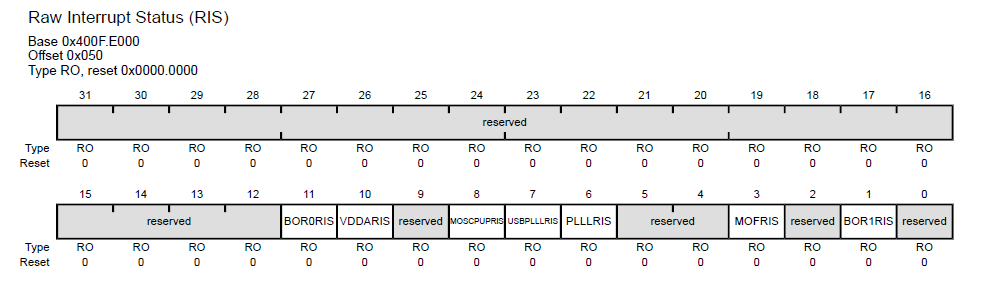 Raw Interrupt Status (RIS)
Base 0x400F.E000
Offset 0x050
Type RO, reset 0x0000.0000
31 30 29 28 27 26 25 24 23 22 21 20 19 18 17 16
reserved
Type RO RO RO RO RO RO RO RO RO RO RO RO RO RO RO RO
Reset 0 0 0 0 0 0 0 0 0 0 0 0 0 0 0 0
15 14 13 12 11 10 9 8 7 6 5 4 3 2 1 0
reserved BOR0RIS VDDARIS reserved MOSCPUPRIS USBPLLLRIS PLLLRIS reserved MOFRIS reserved BOR1RIS reserved
Type RO RO RO RO RO RO RO RO RO RO RO RO RO RO RO RO
Reset 0 0 0 0 0 0 0 0 0 0 0 0 0 0 0 0